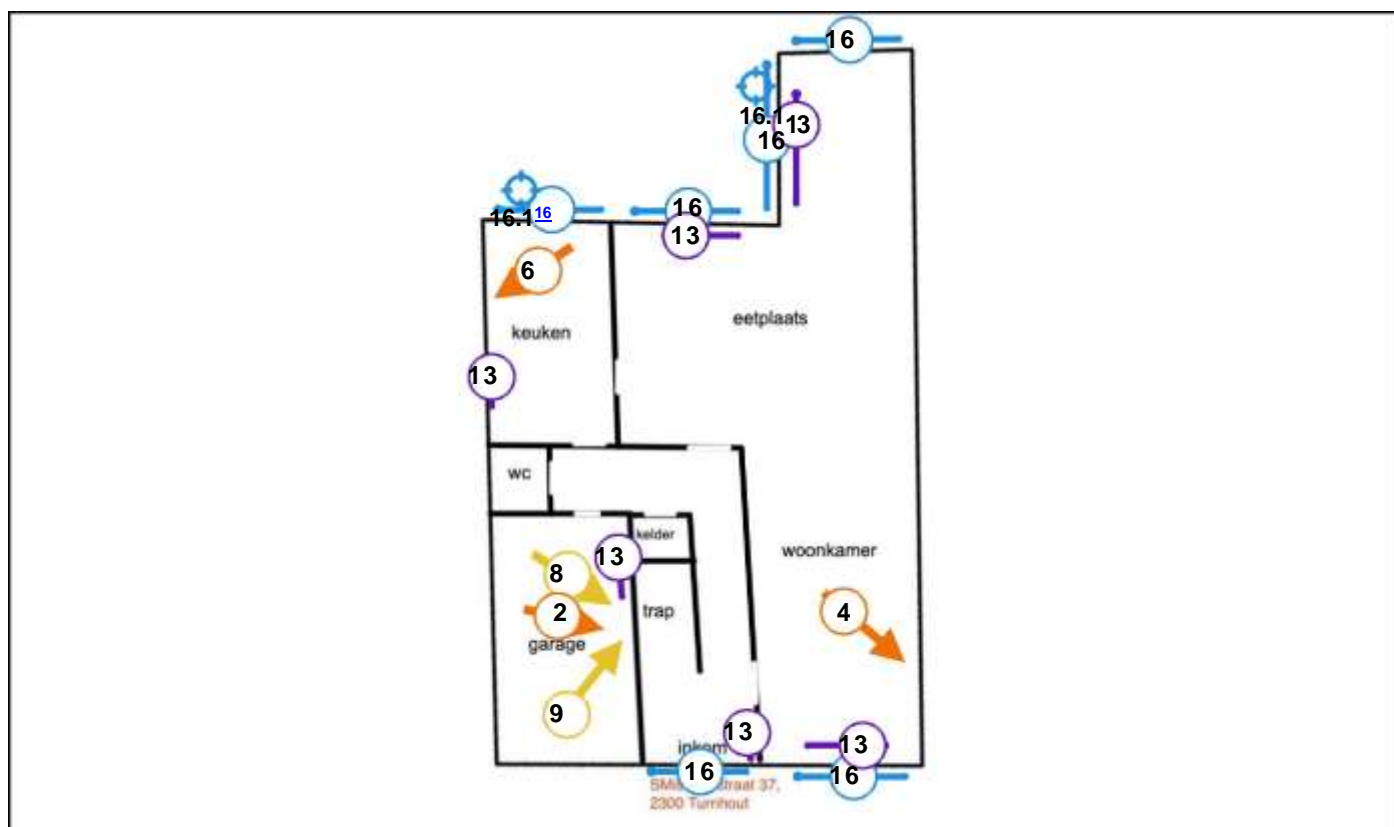 16
16.1
13
16
16.1 16
16
13
6
eetplaats
keuken
13
wc
kelder
13
woonkamer
8
2
trap
4
garage
9
13
13
inkom
16
16
straat 37,
2300 Turnhout